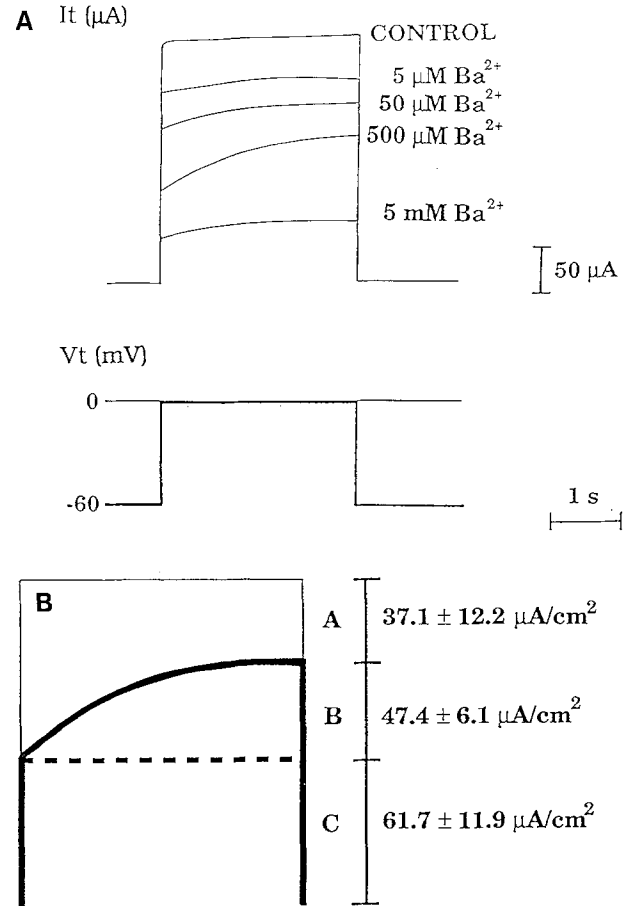 A It (μA)
CONTROL
5 μM Ba²⁺
50 μM Ba²⁺
500 μM Ba²⁺
5 mM Ba²⁺
50 μA
Vt (mV)
0
-60
1 s
B
A 37.1 ± 12.2 μA/cm²
B 47.4 ± 6.1 μA/cm²
C 61.7 ± 11.9 μA/cm²